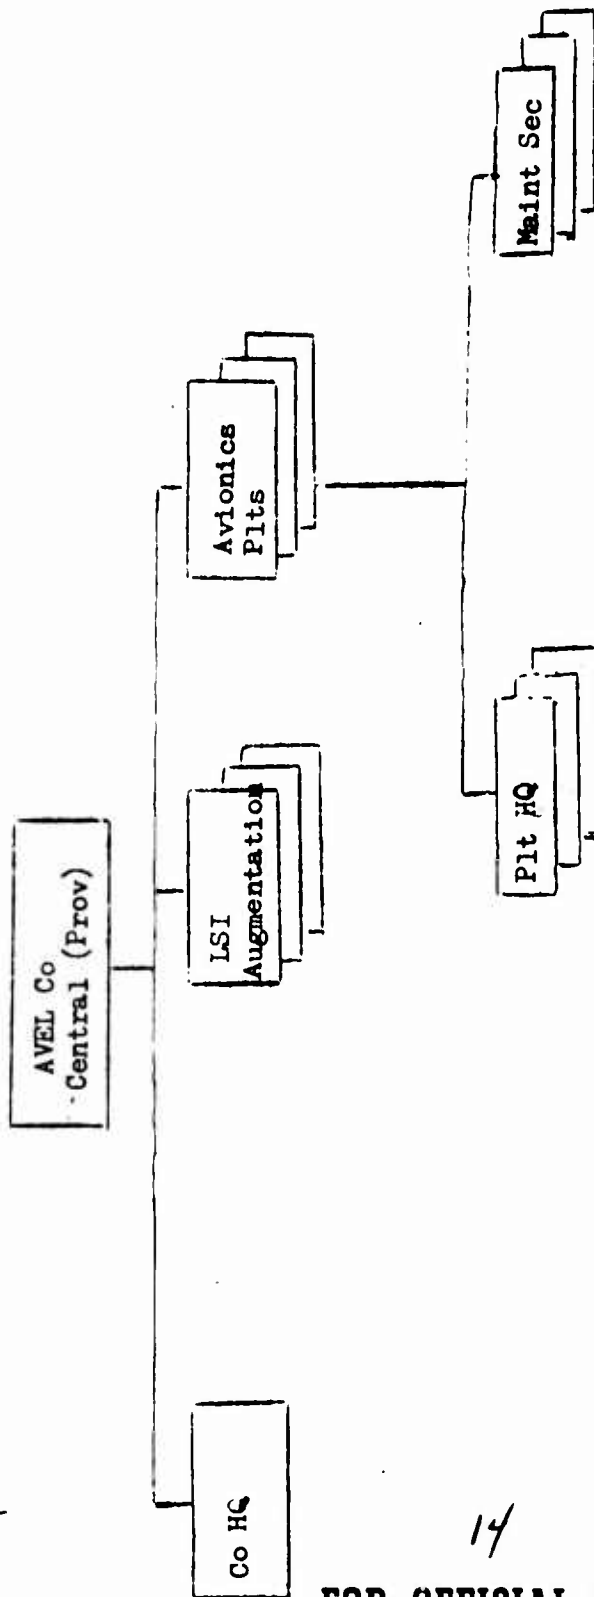 AVEL Co
Central (Prov)
Co HQ
LSI
Augmentation
Avionics
Plts
Plt HQ
Maint Sec
14
FOR OFFICIAL